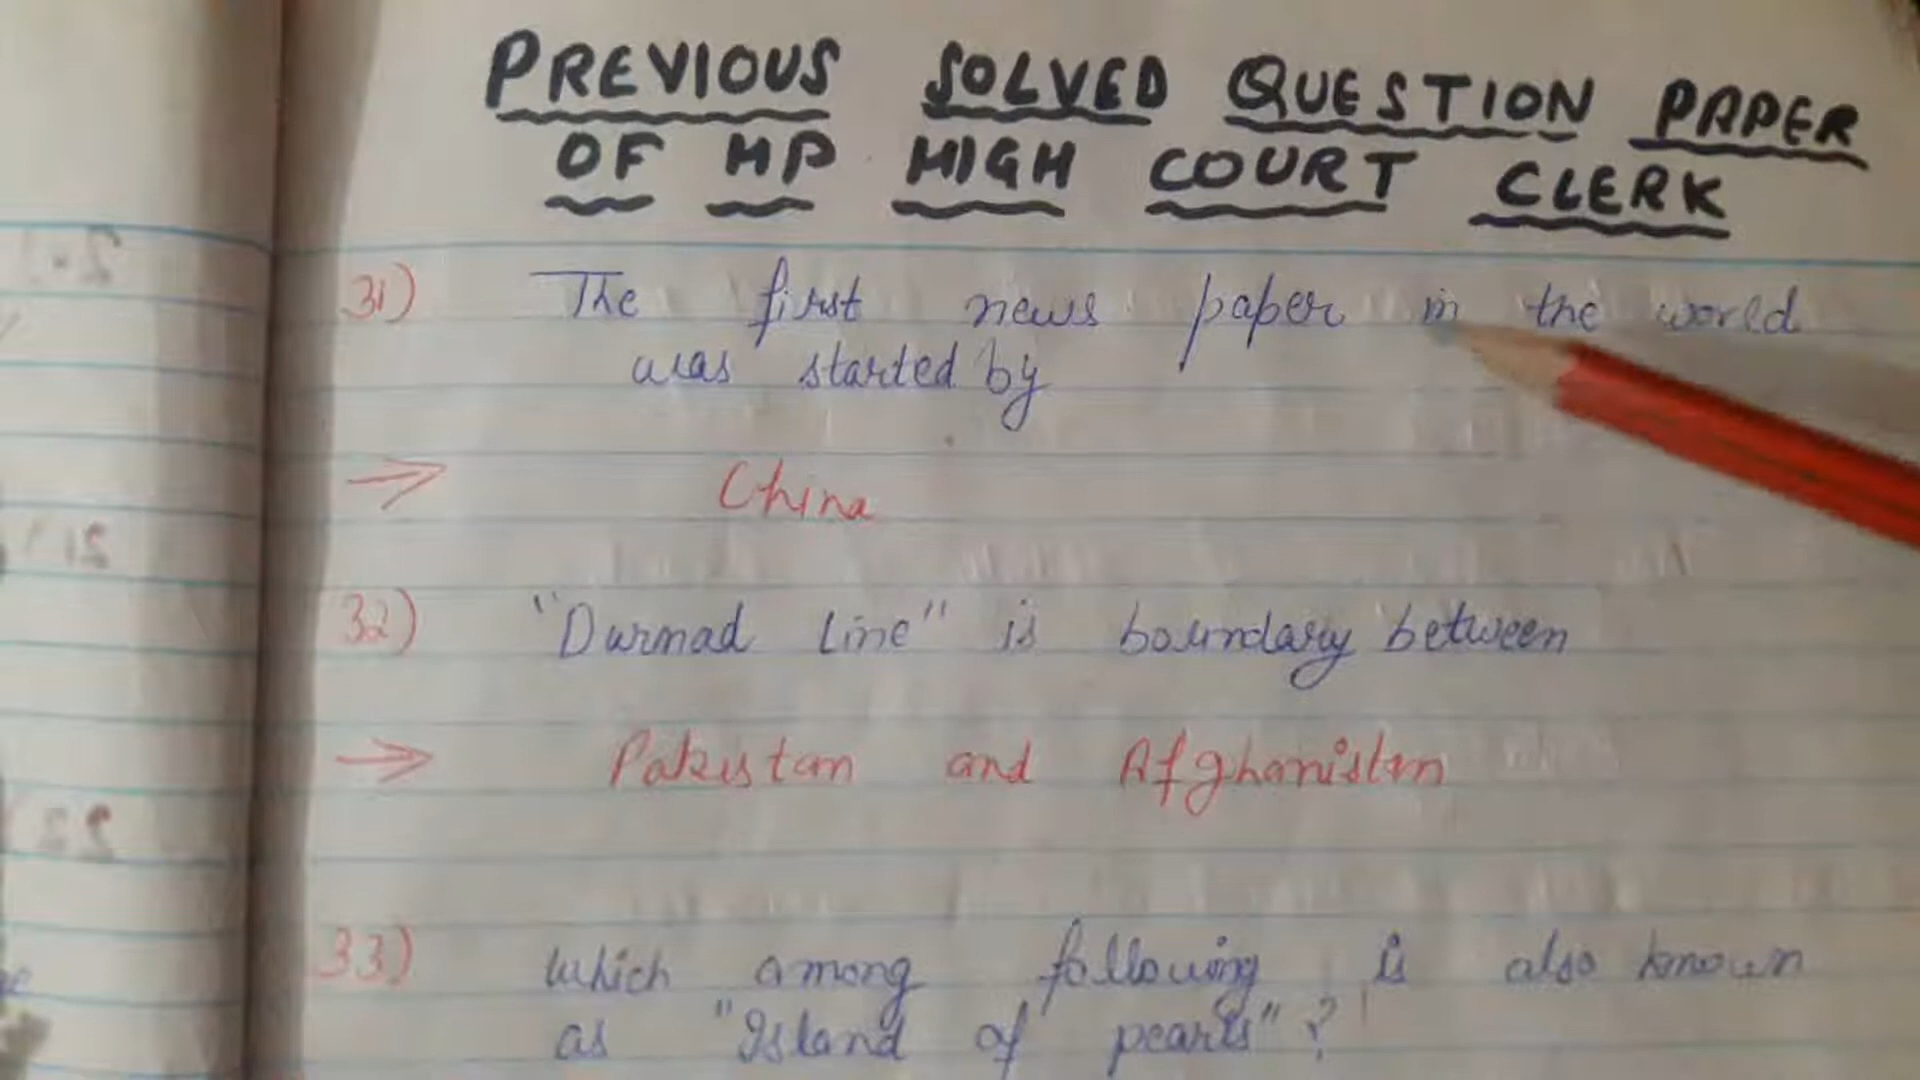 PREVIOUS SOLVED QUESTION PAPER
OF HP HIGH COURT CLERK
31) The first news paper in the world
was started by
→ China
32) "Durnad Line" is boundary between
→ Pakistan and Afghanistan
33) which among following is also known
as "Island of pearls"?